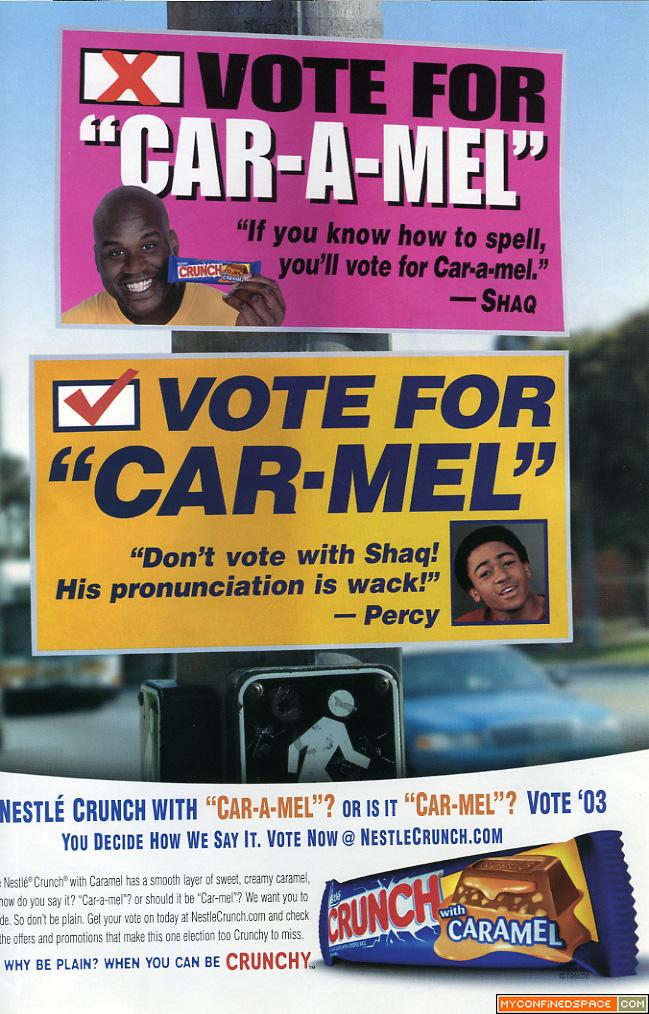 VOTE FOR
“CAR-A-MEL”
“If you know how to spell,
you’ll vote for Car-a-mel.”
— SHAQ
CRUNCH
CARAMEL
VOTE FOR
“CAR-MEL”
“Don’t vote with Shaq!
His pronunciation is wack!”
— Percy
NESTLÉ CRUNCH WITH “CAR-A-MEL”? OR IS IT “CAR-MEL”? VOTE ‘03
YOU DECIDE HOW WE SAY IT. VOTE NOW @ NESTLECRUNCH.COM
Nestlé® Crunch® with Caramel has a smooth layer of sweet, creamy caramel,
how do you say it? “Car-a-mel”? or should it be “Car-mel”? We want you to
de. So don’t be plain. Get your vote on today at NestleCrunch.com and check
the offers and promotions that make this one election too Crunchy to miss.
WHY BE PLAIN? WHEN YOU CAN BE CRUNCHY™
Nestlé
CRUNCH
with
CARAMEL
NESTLÉ
© Nestlé
MYCONFINEDSPACE.COM